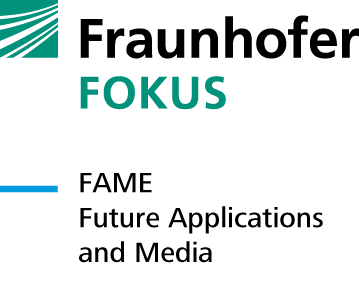 Fraunhofer
FOKUS
FAME
Future Applications
and Media